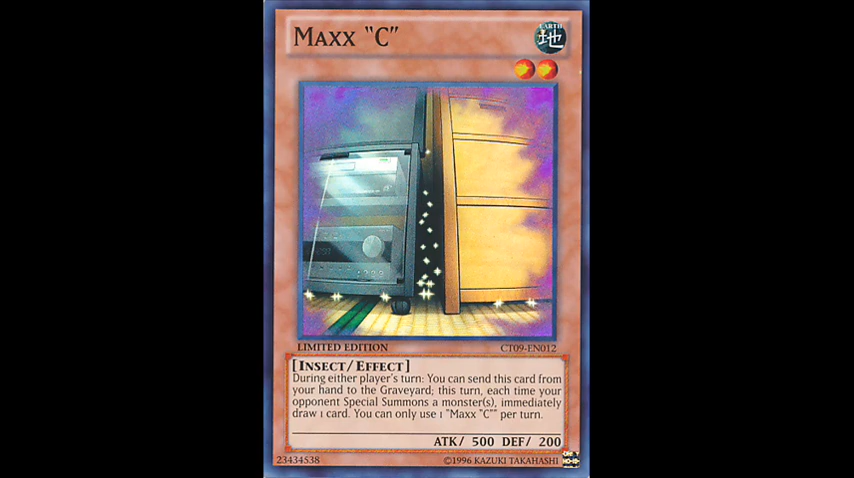 MAXX "C"
EARTH
地
LIMITED EDITION
CT09-EN012
[INSECT/EFFECT]
During either player's turn: You can send this card from
your hand to the Graveyard; this turn, each time your
opponent Special Summons a monster(s), immediately
draw 1 card. You can only use 1 "Maxx "C"" per turn.
ATK/ 500 DEF/ 200
23434538
©1996 KAZUKI TAKAHASHI